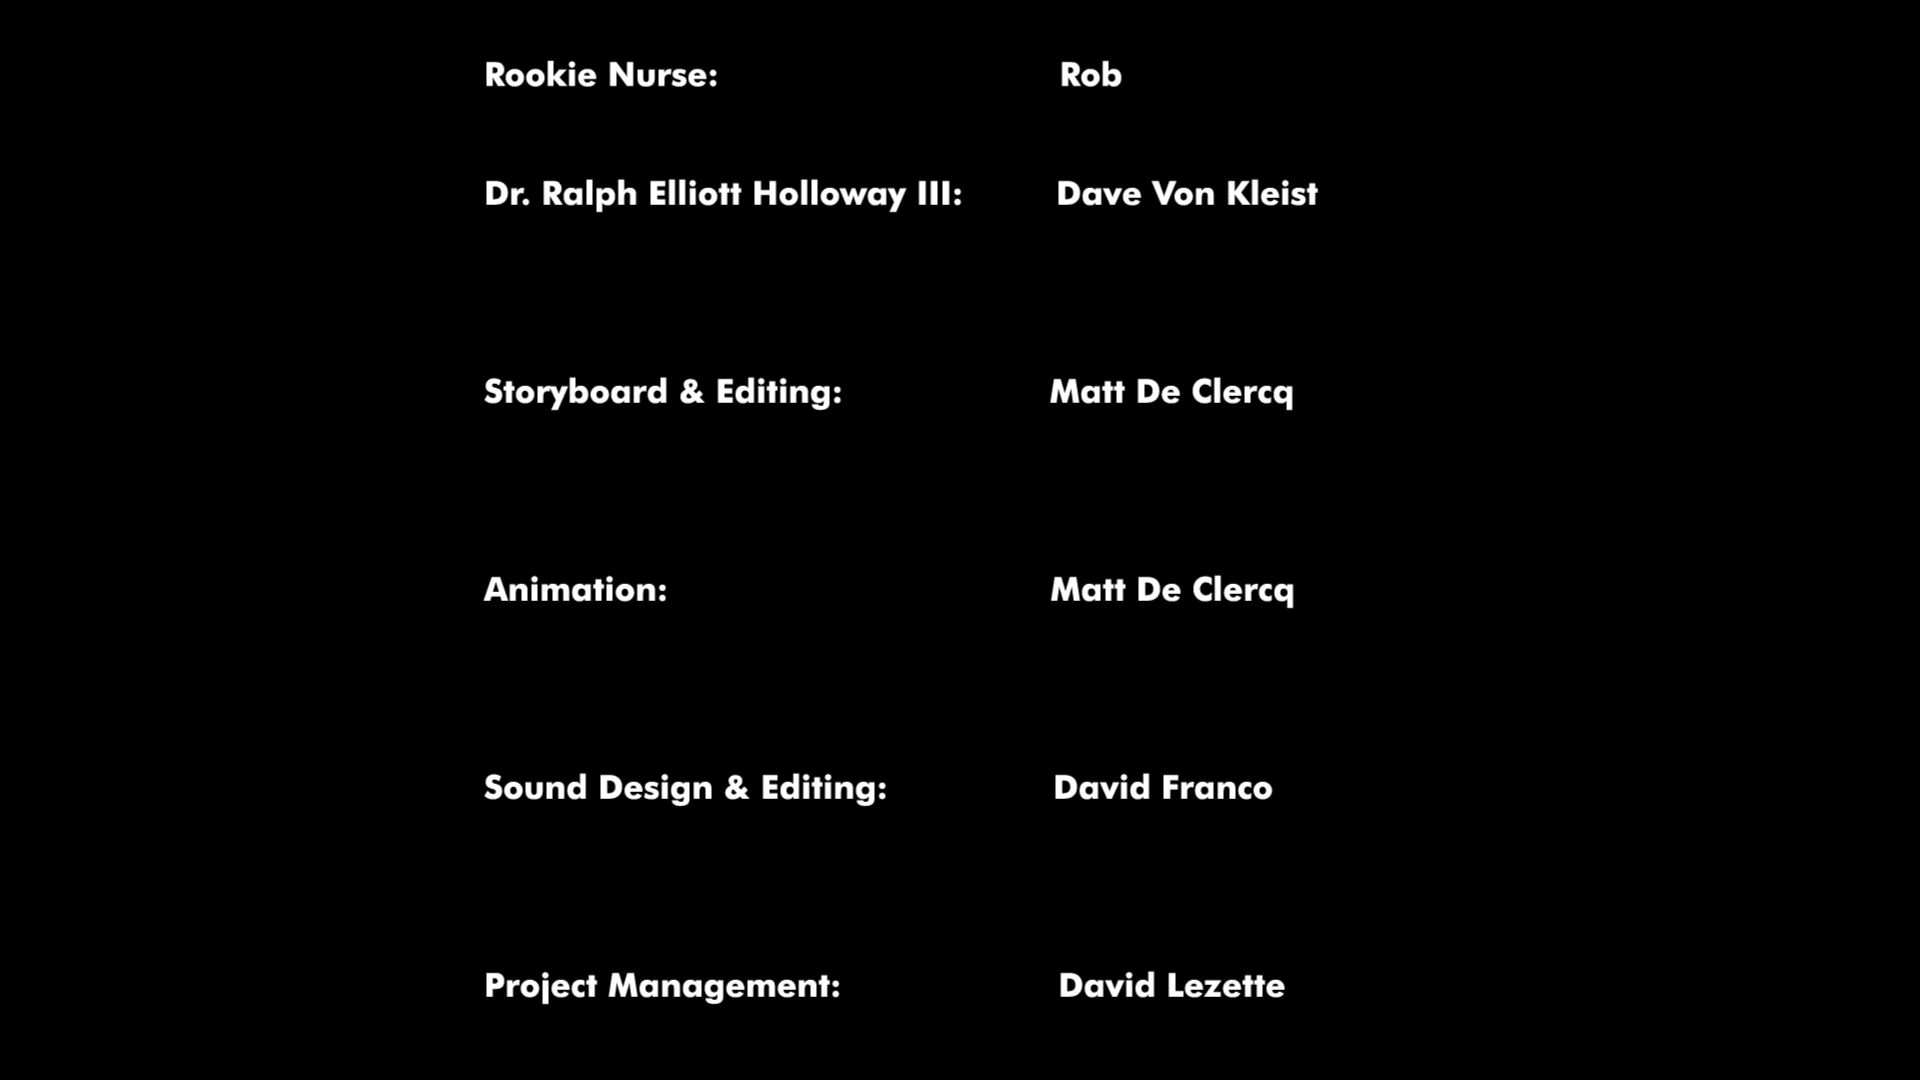 Rookie Nurse: Rob
Dr. Ralph Elliott Holloway III: Dave Von Kleist
Storyboard & Editing: Matt De Clercq
Animation: Matt De Clercq
Sound Design & Editing: David Franco
Project Management: David Lezette